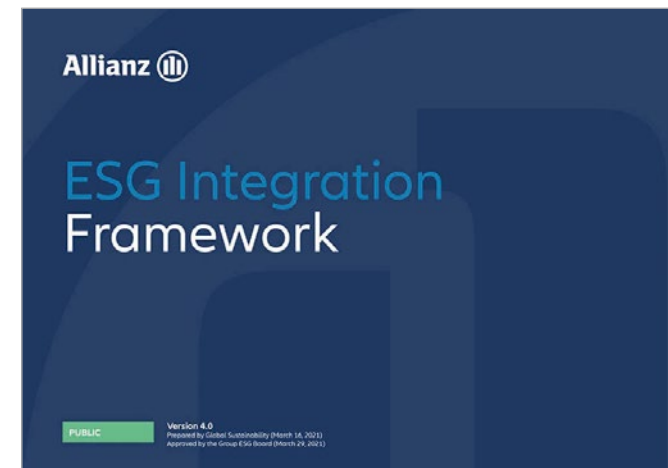 Allianz
ESG Integration
Framework
PUBLIC
Version 4.0
Prepared by Global Sustainability (March 16, 2021)
Approved by the Group ESG Board (March 29, 2021)